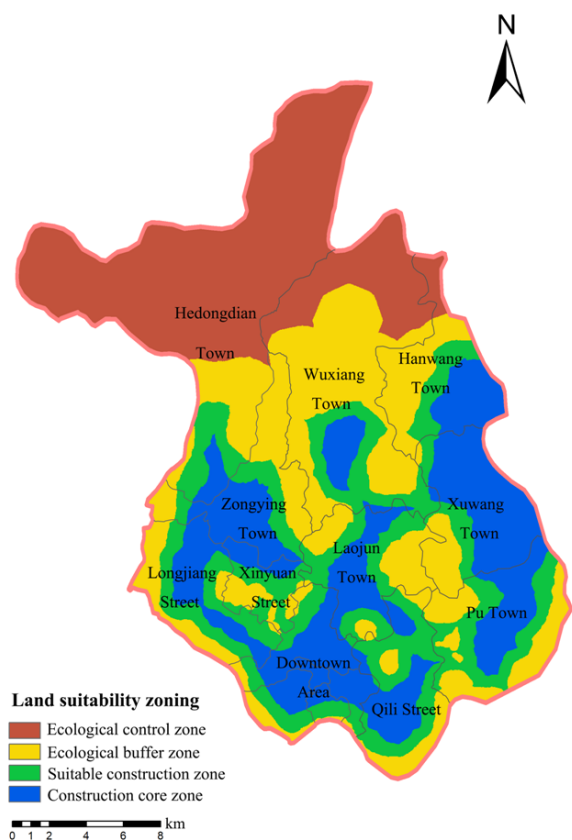 N
Hedongdian
Town
Wuxiang
Town
Hanwang
Town
Zongying
Town
Xuwang
Town
Laojun
Town
Longjiang
Street
Xinyuan
Street
Pu Town
Downtown
Area
Qili Street
Land suitability zoning
Ecological control zone
Ecological buffer zone
Suitable construction zone
Construction core zone
km
0 1 2 4 6 8